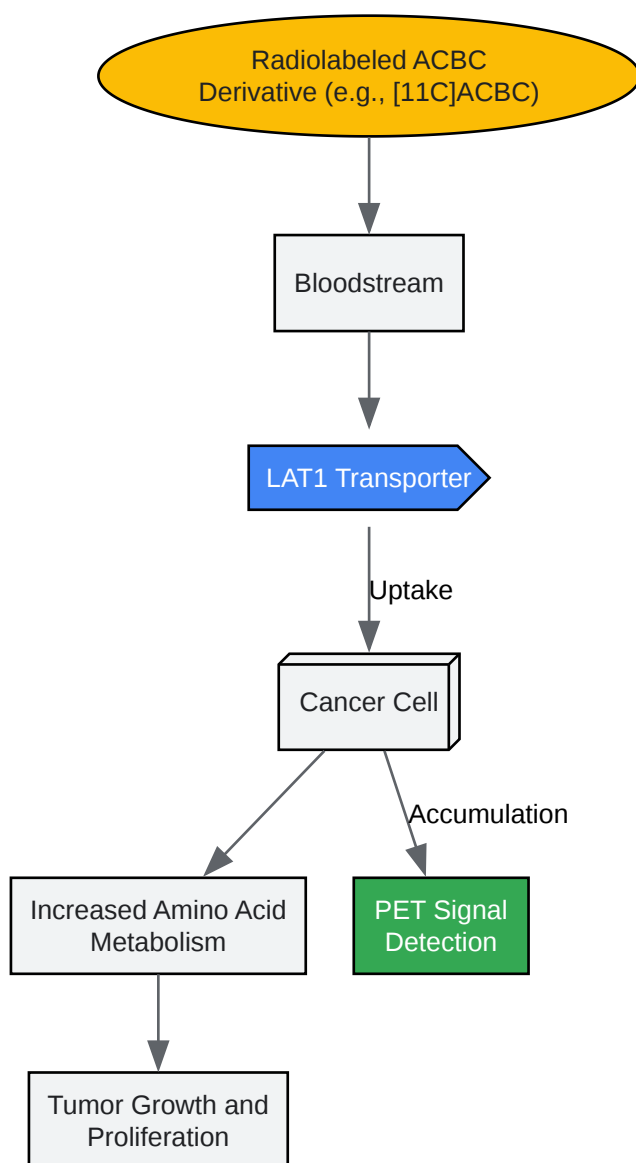 Radiolabeled ACBC
Derivative (e.g., [11C]ACBC)
Bloodstream
LAT1 Transporter
Uptake
Cancer Cell
Accumulation
Increased Amino Acid
Metabolism
PET Signal
Detection
Tumor Growth and
Proliferation